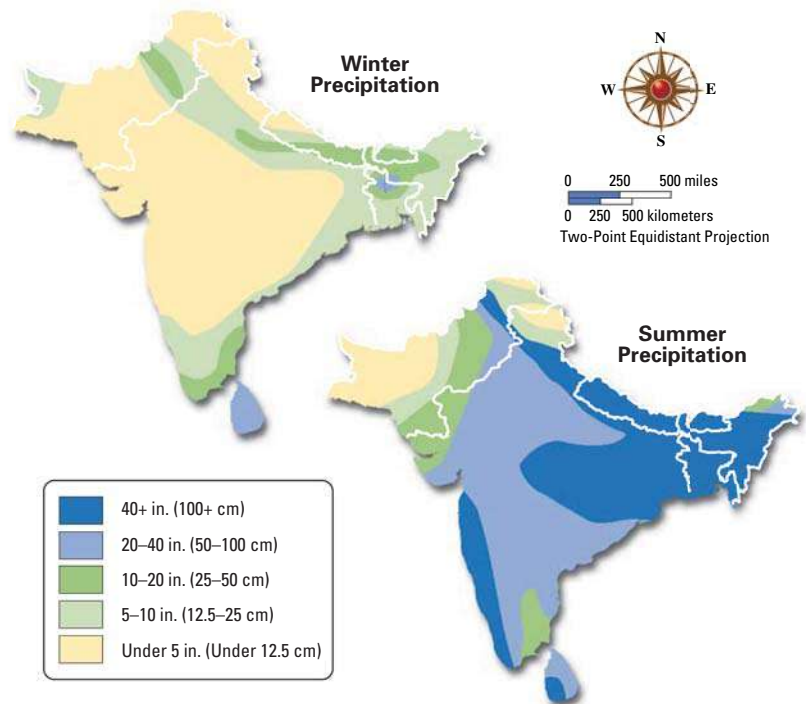 Winter
Precipitation
N
W
E
S
0 250 500 miles
0 250 500 kilometers
Two-Point Equidistant Projection
Summer
Precipitation
40+ in. (100+ cm)
20–40 in. (50–100 cm)
10–20 in. (25–50 cm)
5–10 in. (12.5–25 cm)
Under 5 in. (Under 12.5 cm)